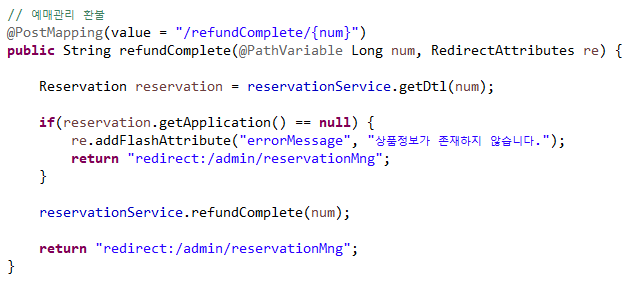 // 예매관리 환불
@PostMapping(value = "/refundComplete/{num}")
public String refundComplete(@PathVariable Long num, RedirectAttributes re) {
Reservation reservation = reservationService.getDtl(num);
if(reservation.getApplication() == null) {
re.addFlashAttribute("errorMessage", "상품정보가 존재하지 않습니다.");
return "redirect:/admin/reservationMng";
}
reservationService.refundComplete(num);
return "redirect:/admin/reservationMng";
}